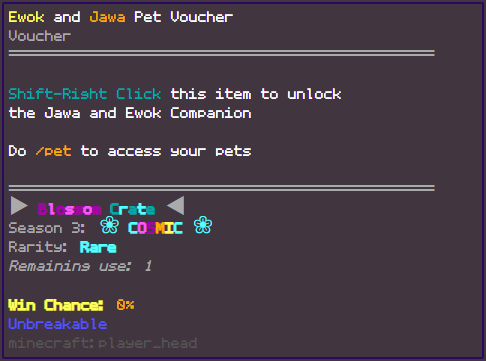 Ewok and Jawa Pet Voucher
Voucher
Shift-Right Click this item to unlock
the Jawa and Ewok Companion
Do /pet to access your pets
▶ Blossom Crate ◀
Season 3: ❀ COSMIC ❀
Rarity: Rare
Remaining use: 1
Win Chance: 0%
Unbreakable
minecraft:player_head